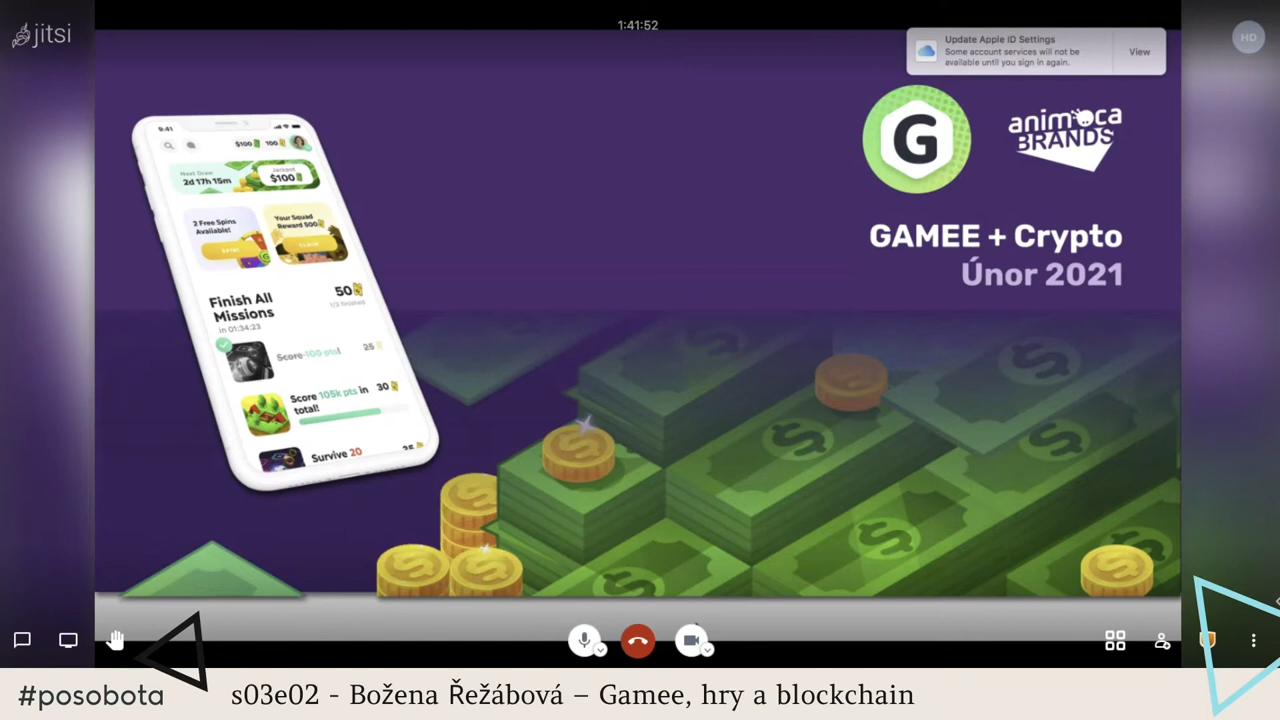 jitsi
1:41:52
Update Apple ID Settings
Some account services will not be
available until you sign in again.
View
HD
G
animoca
BRANDS
GAMEE + Crypto
Únor 2021
9:41
$100 100
Next Draw
2d 17h 15m
Jackpot
$100
2 Free Spins
Available!
SPIN!
Your Squad
Reward 500
CLAIM
Finish All
Missions
50
1/3 finished
in 01:34:23
Score 100 pts!
25
Score 105k pts in
total!
30
Survive 20
25
#posobota
s03e02 - Božena Řežábová – Gamee, hry a blockchain